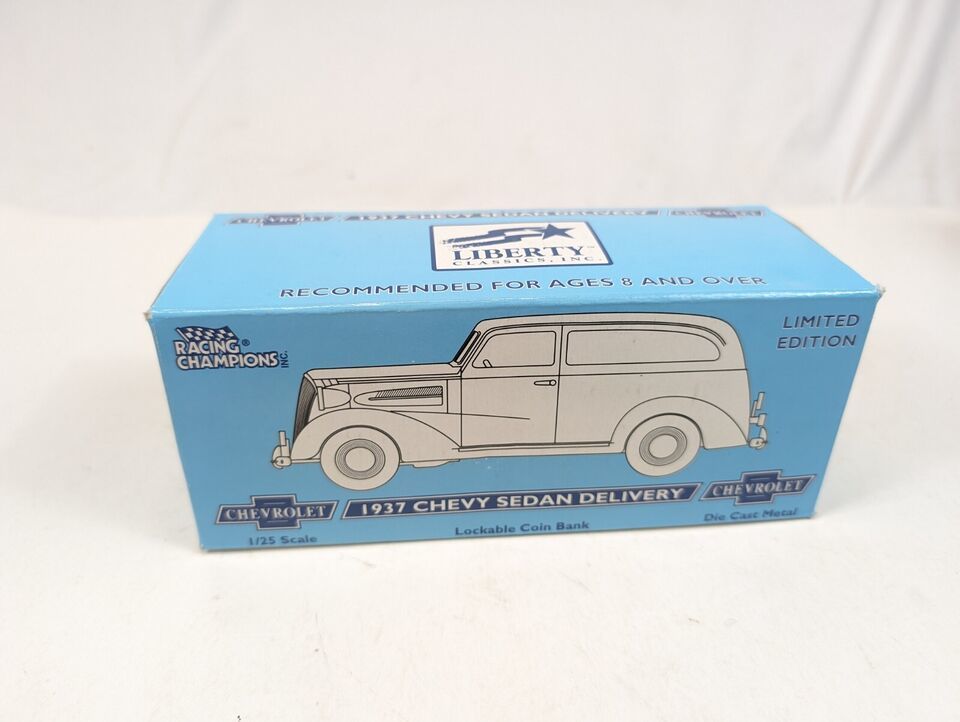 CHEVROLET 1937 CHEVY SEDAN DELIVERY CHEVROLET
LIBERTY™
CLASSICS, INC.
RECOMMENDED FOR AGES 8 AND OVER
RACING®
CHAMPIONS INC.
LIMITED
EDITION
CHEVROLET 1937 CHEVY SEDAN DELIVERY CHEVROLET
1/25 Scale Lockable Coin Bank Die Cast Metal